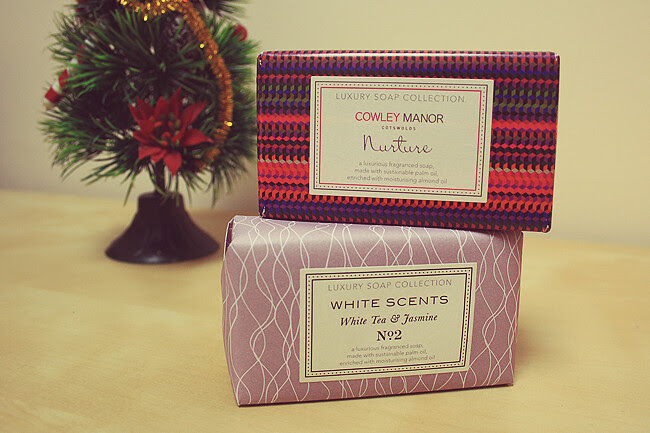 LUXURY SOAP COLLECTION
COWLEY MANOR
COTSWOLDS
Nurture
a luxurious fragranced soap,
made with sustainable palm oil,
enriched with moisturising almond oil
LUXURY SOAP COLLECTION
WHITE SCENTS
White Tea & Jasmine
Nº2
a luxurious fragranced soap,
made with sustainable palm oil,
enriched with moisturising almond oil